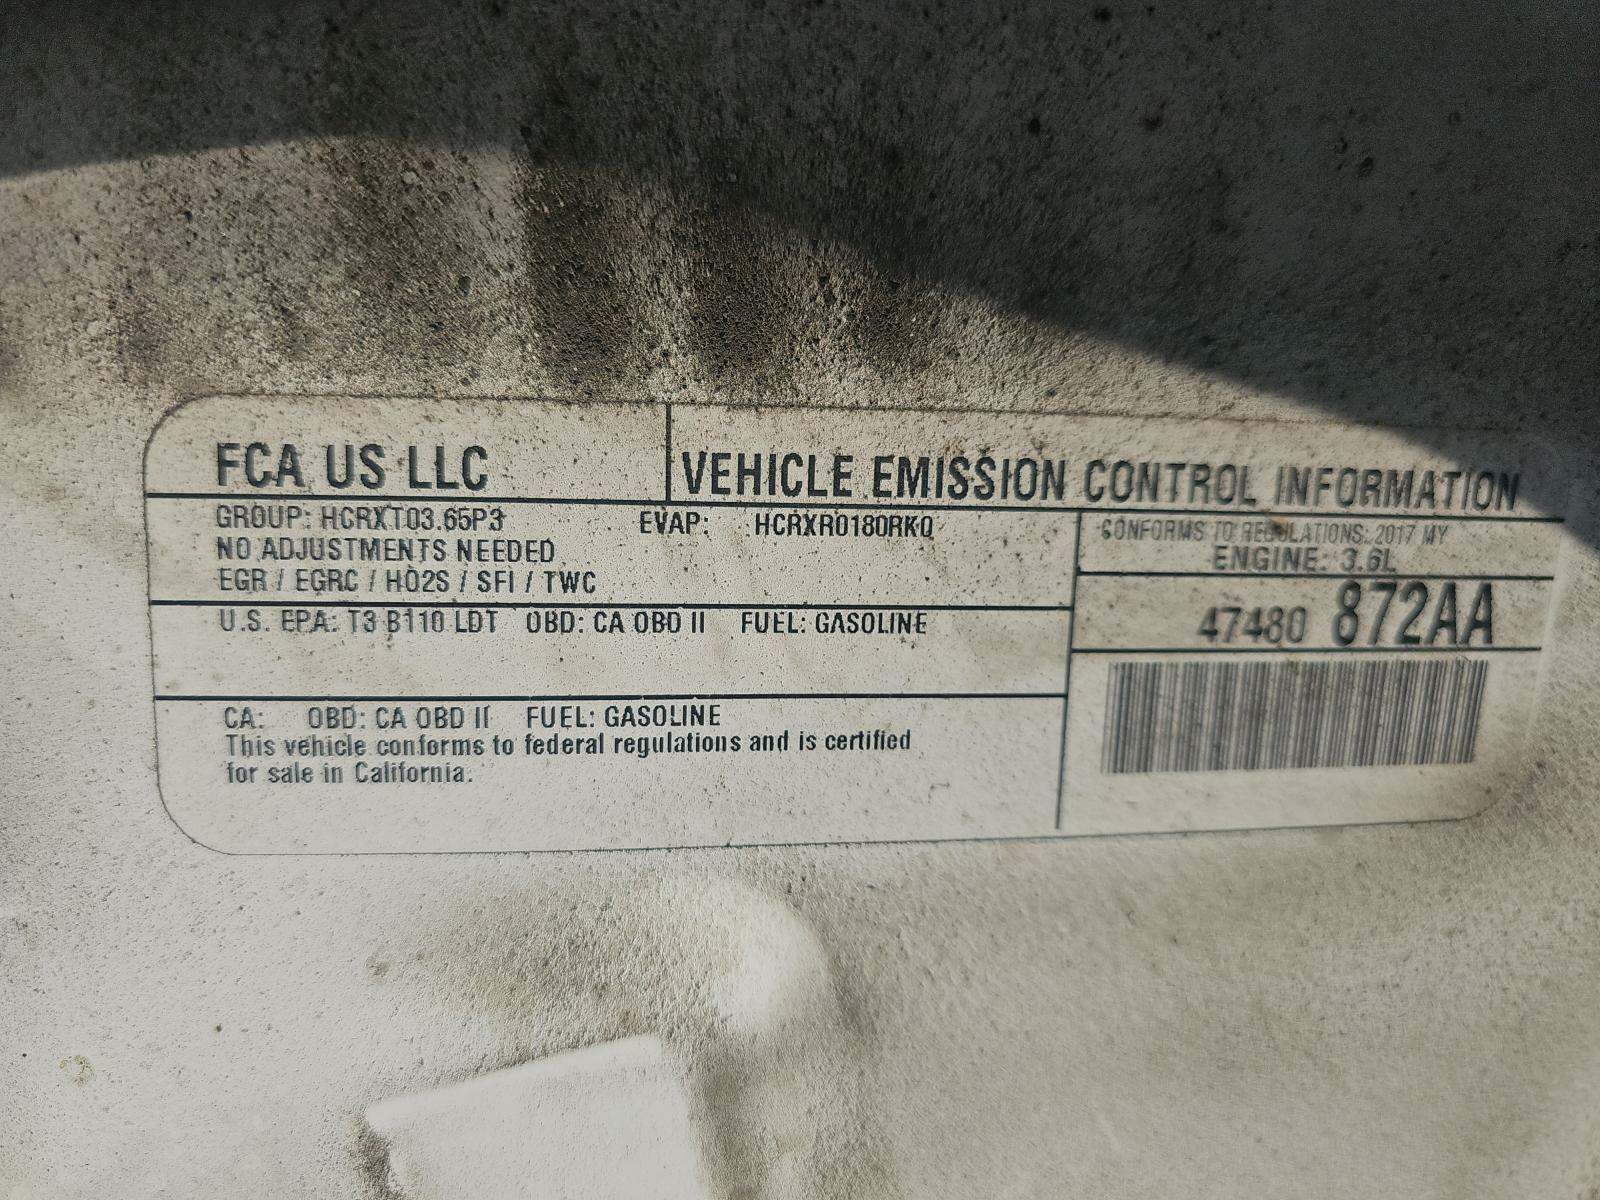 FCA US LLC
VEHICLE EMISSION CONTROL INFORMATION
GROUP: HCRXT03.65P3 EVAP: HCRXR0180RKQ
NO ADJUSTMENTS NEEDED
EGR / EGRC / HO2S / SFI / TWC
CONFORMS TO REGULATIONS: 2017 MY
ENGINE: 3.6L
U.S. EPA: T3 B110 LDT OBD: CA OBD II FUEL: GASOLINE
47480 872AA
CA: OBD: CA OBD II FUEL: GASOLINE
This vehicle conforms to federal regulations and is certified
for sale in California.